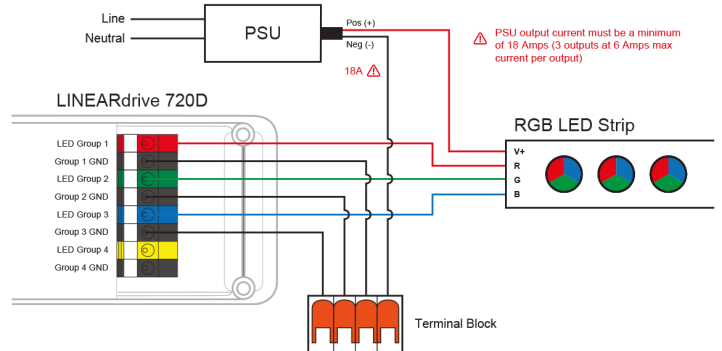 Line
Neutral
PSU
Pos (+)
Neg (-)
18A
PSU output current must be a minimum
of 18 Amps (3 outputs at 6 Amps max
current per output)
LINEARdrive 720D
LED Group 1
Group 1 GND
LED Group 2
Group 2 GND
LED Group 3
Group 3 GND
LED Group 4
Group 4 GND
RGB LED Strip
V+
R
G
B
Terminal Block